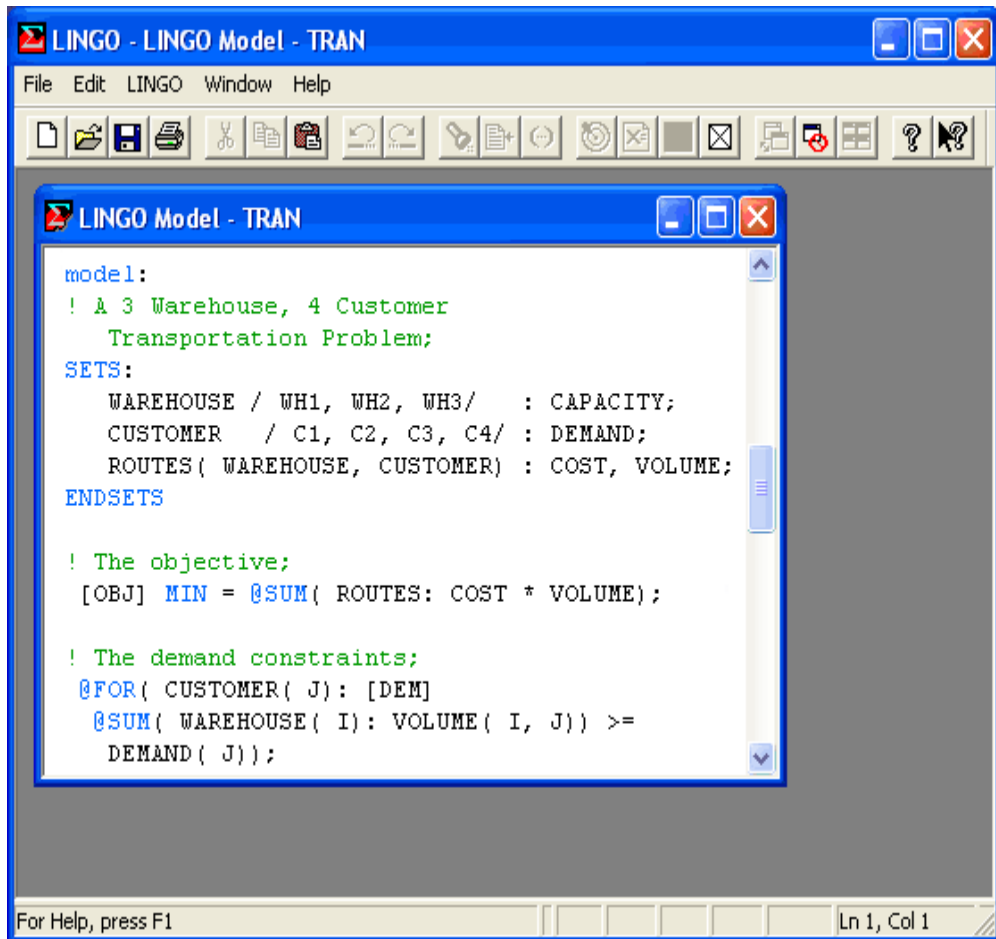 LINGO - LINGO Model - TRAN
File Edit LINGO Window Help
LINGO Model - TRAN
model:
! A 3 Warehouse, 4 Customer
Transportation Problem;
SETS:
WAREHOUSE / WH1, WH2, WH3/ : CAPACITY;
CUSTOMER / C1, C2, C3, C4/ : DEMAND;
ROUTES( WAREHOUSE, CUSTOMER) : COST, VOLUME;
ENDSETS
! The objective;
[OBJ] MIN = @SUM( ROUTES: COST * VOLUME);
! The demand constraints;
@FOR( CUSTOMER( J): [DEM]
@SUM( WAREHOUSE( I): VOLUME( I, J)) >=
DEMAND( J));
For Help, press F1 Ln 1, Col 1